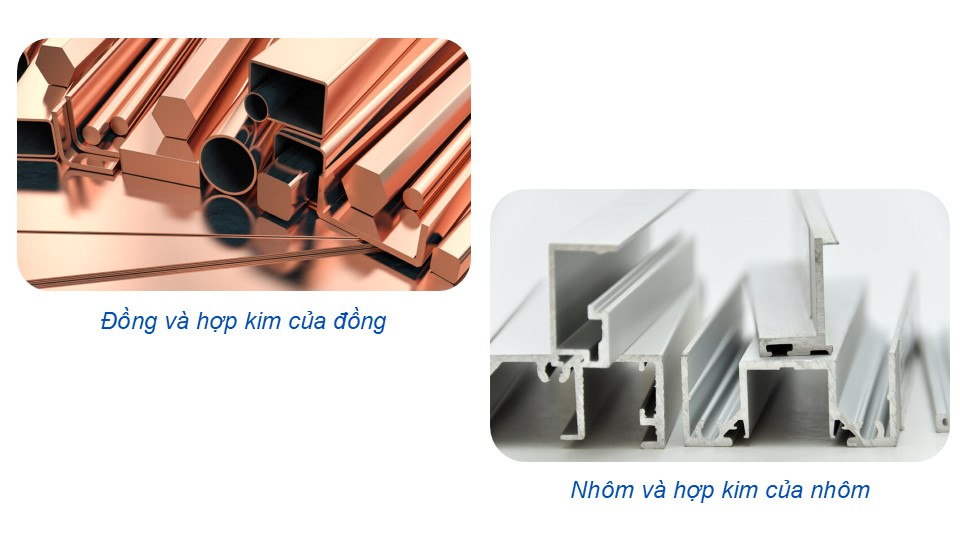 Đồng và hợp kim của đồng
Nhôm và hợp kim của nhôm